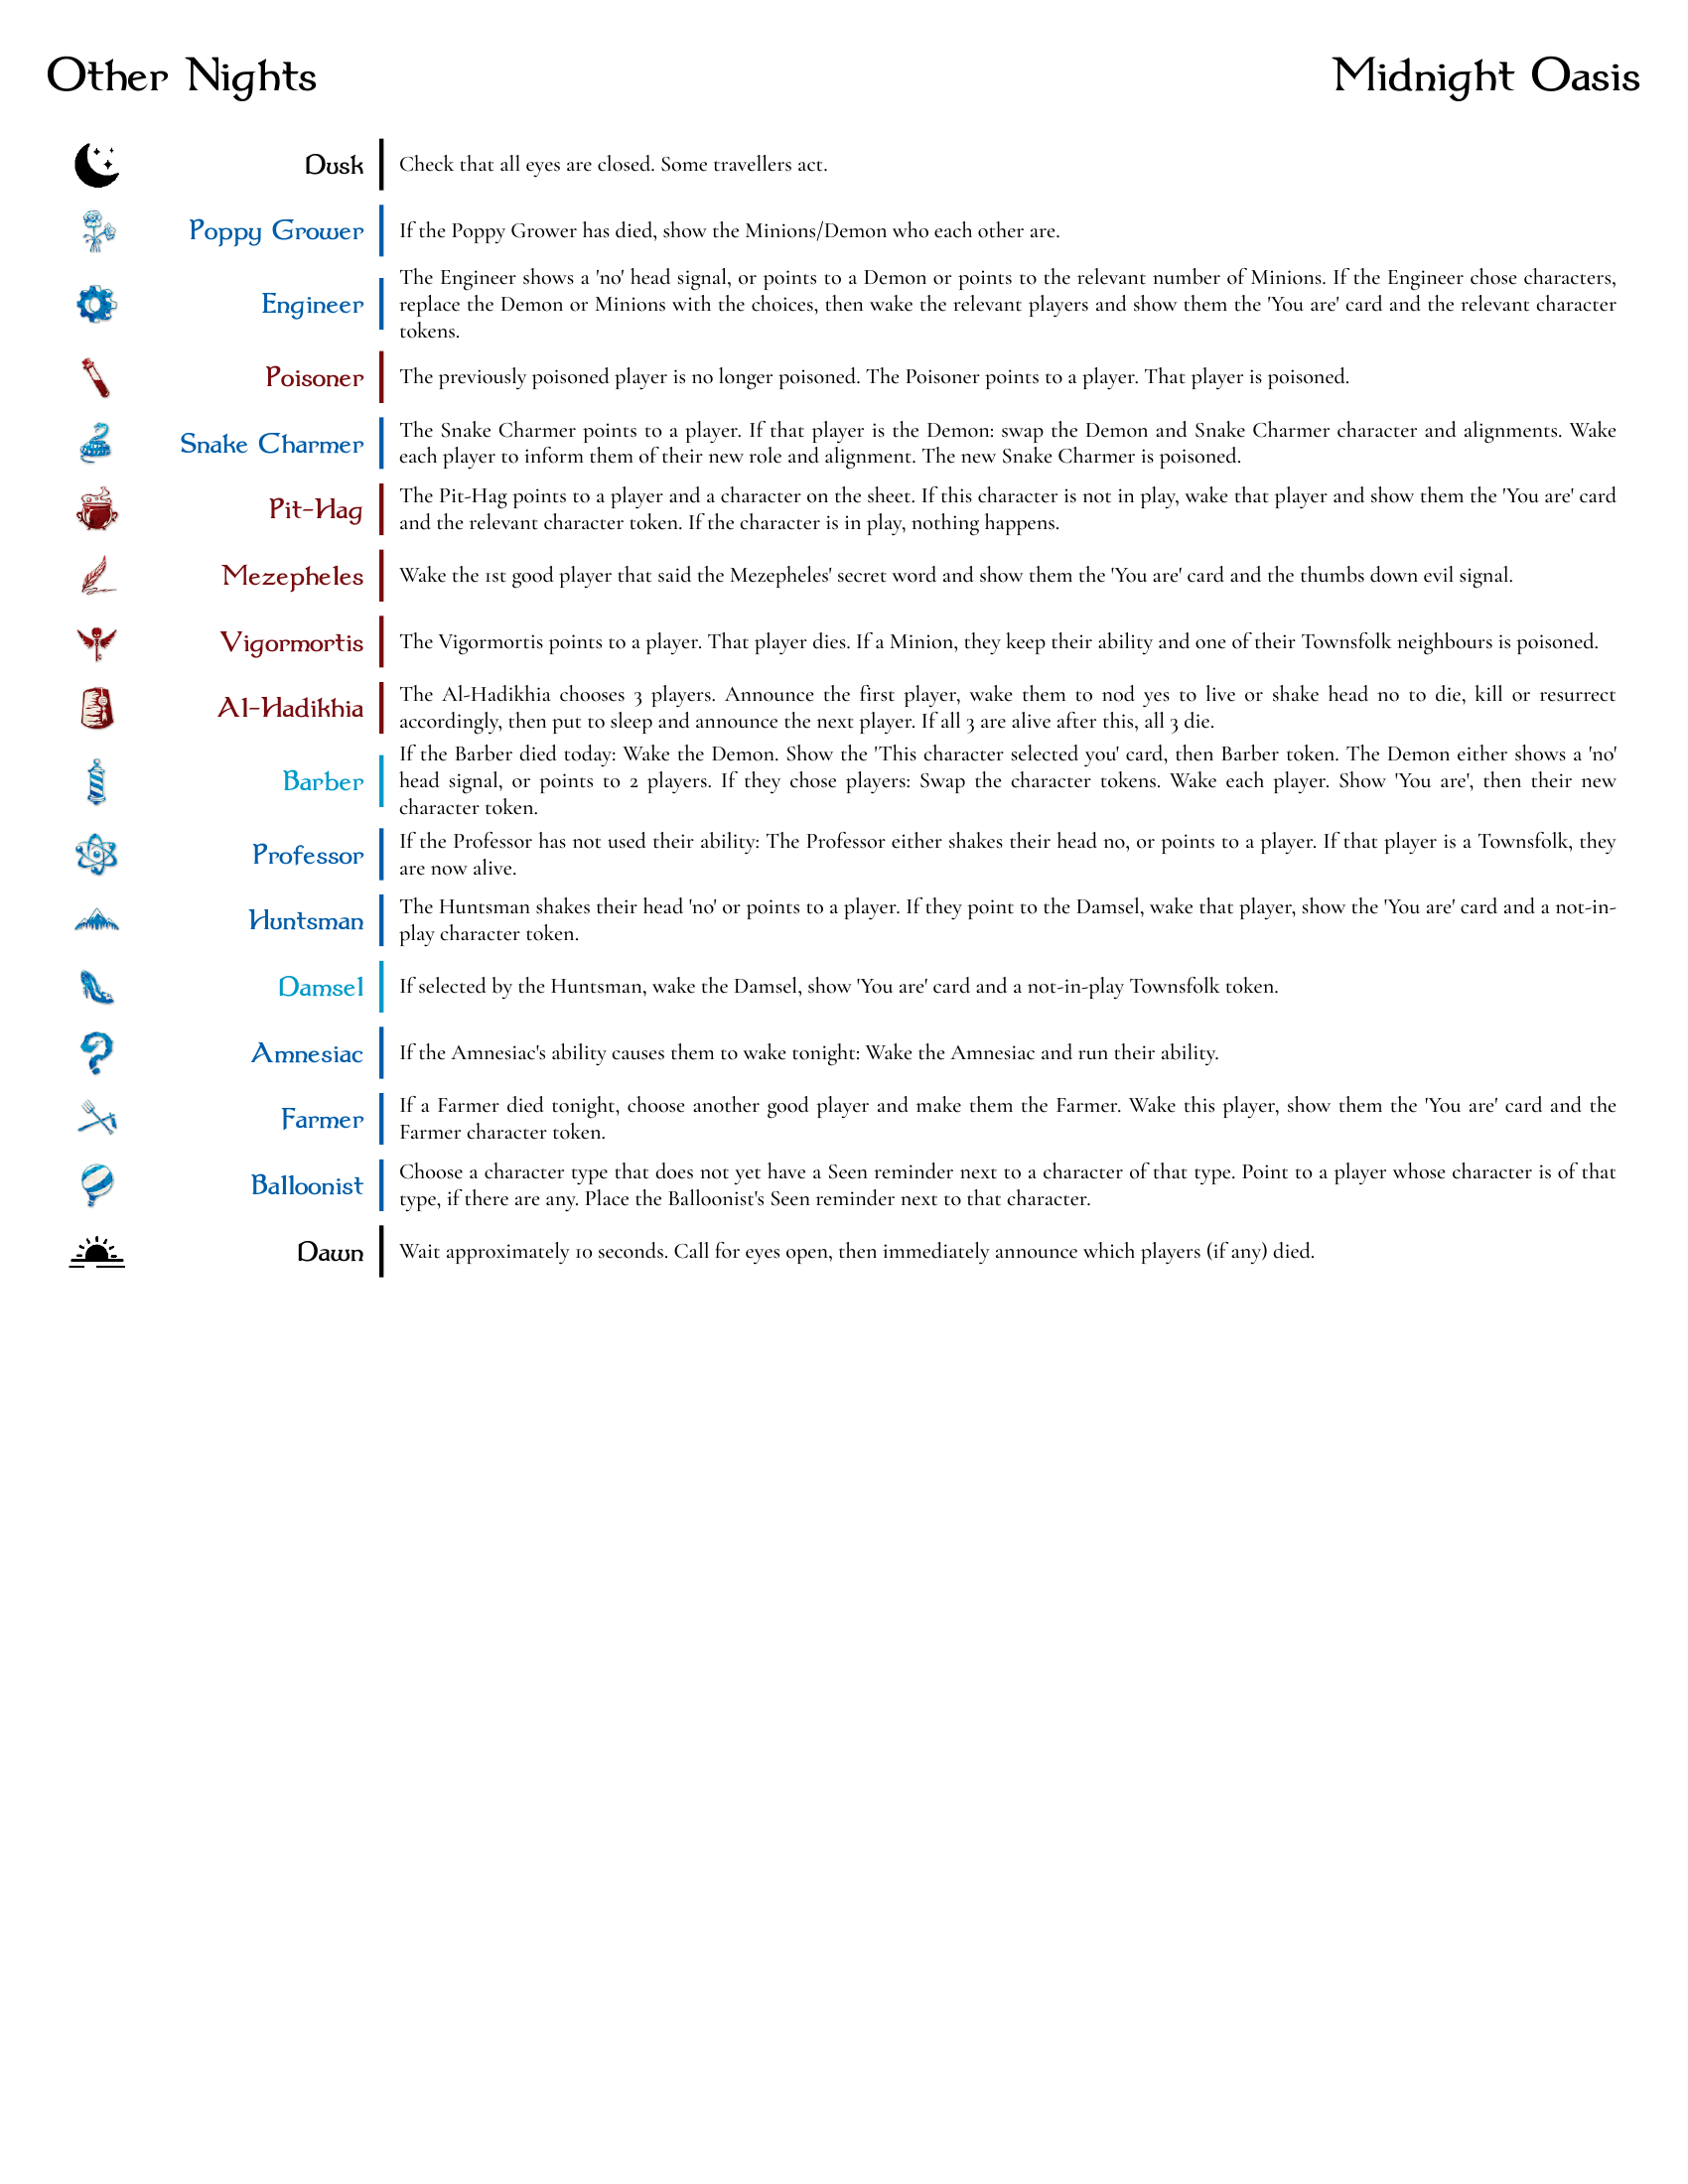 Other Nights
Midnight Oasis
Dusk
Check that all eyes are closed. Some travellers act.
Poppy Grower
If the Poppy Grower has died, show the Minions/Demon who each other are.
Engineer
The Engineer shows a 'no' head signal, or points to a Demon or points to the relevant number of Minions. If the Engineer chose characters,
replace the Demon or Minions with the choices, then wake the relevant players and show them the 'You are' card and the relevant character
tokens.
Poisoner
The previously poisoned player is no longer poisoned. The Poisoner points to a player. That player is poisoned.
Snake Charmer
The Snake Charmer points to a player. If that player is the Demon: swap the Demon and Snake Charmer character and alignments. Wake
each player to inform them of their new role and alignment. The new Snake Charmer is poisoned.
Pit-Hag
The Pit-Hag points to a player and a character on the sheet. If this character is not in play, wake that player and show them the 'You are' card
and the relevant character token. If the character is in play, nothing happens.
Mezepheles
Wake the 1st good player that said the Mezepheles' secret word and show them the 'You are' card and the thumbs down evil signal.
Vigormortis
The Vigormortis points to a player. That player dies. If a Minion, they keep their ability and one of their Townsfolk neighbours is poisoned.
Al-Hadikhia
The Al-Hadikhia chooses 3 players. Announce the first player, wake them to nod yes to live or shake head no to die, kill or resurrect
accordingly, then put to sleep and announce the next player. If all 3 are alive after this, all 3 die.
Barber
If the Barber died today: Wake the Demon. Show the 'This character selected you' card, then Barber token. The Demon either shows a 'no'
head signal, or points to 2 players. If they chose players: Swap the character tokens. Wake each player. Show 'You are', then their new
character token.
Professor
If the Professor has not used their ability: The Professor either shakes their head no, or points to a player. If that player is a Townsfolk, they
are now alive.
Huntsman
The Huntsman shakes their head 'no' or points to a player. If they point to the Damsel, wake that player, show the 'You are' card and a not-in-
play character token.
Damsel
If selected by the Huntsman, wake the Damsel, show 'You are' card and a not-in-play Townsfolk token.
Amnesiac
If the Amnesiac's ability causes them to wake tonight: Wake the Amnesiac and run their ability.
Farmer
If a Farmer died tonight, choose another good player and make them the Farmer. Wake this player, show them the 'You are' card and the
Farmer character token.
Balloonist
Choose a character type that does not yet have a Seen reminder next to a character of that type. Point to a player whose character is of that
type, if there are any. Place the Balloonist's Seen reminder next to that character.
Dawn
Wait approximately 10 seconds. Call for eyes open, then immediately announce which players (if any) died.